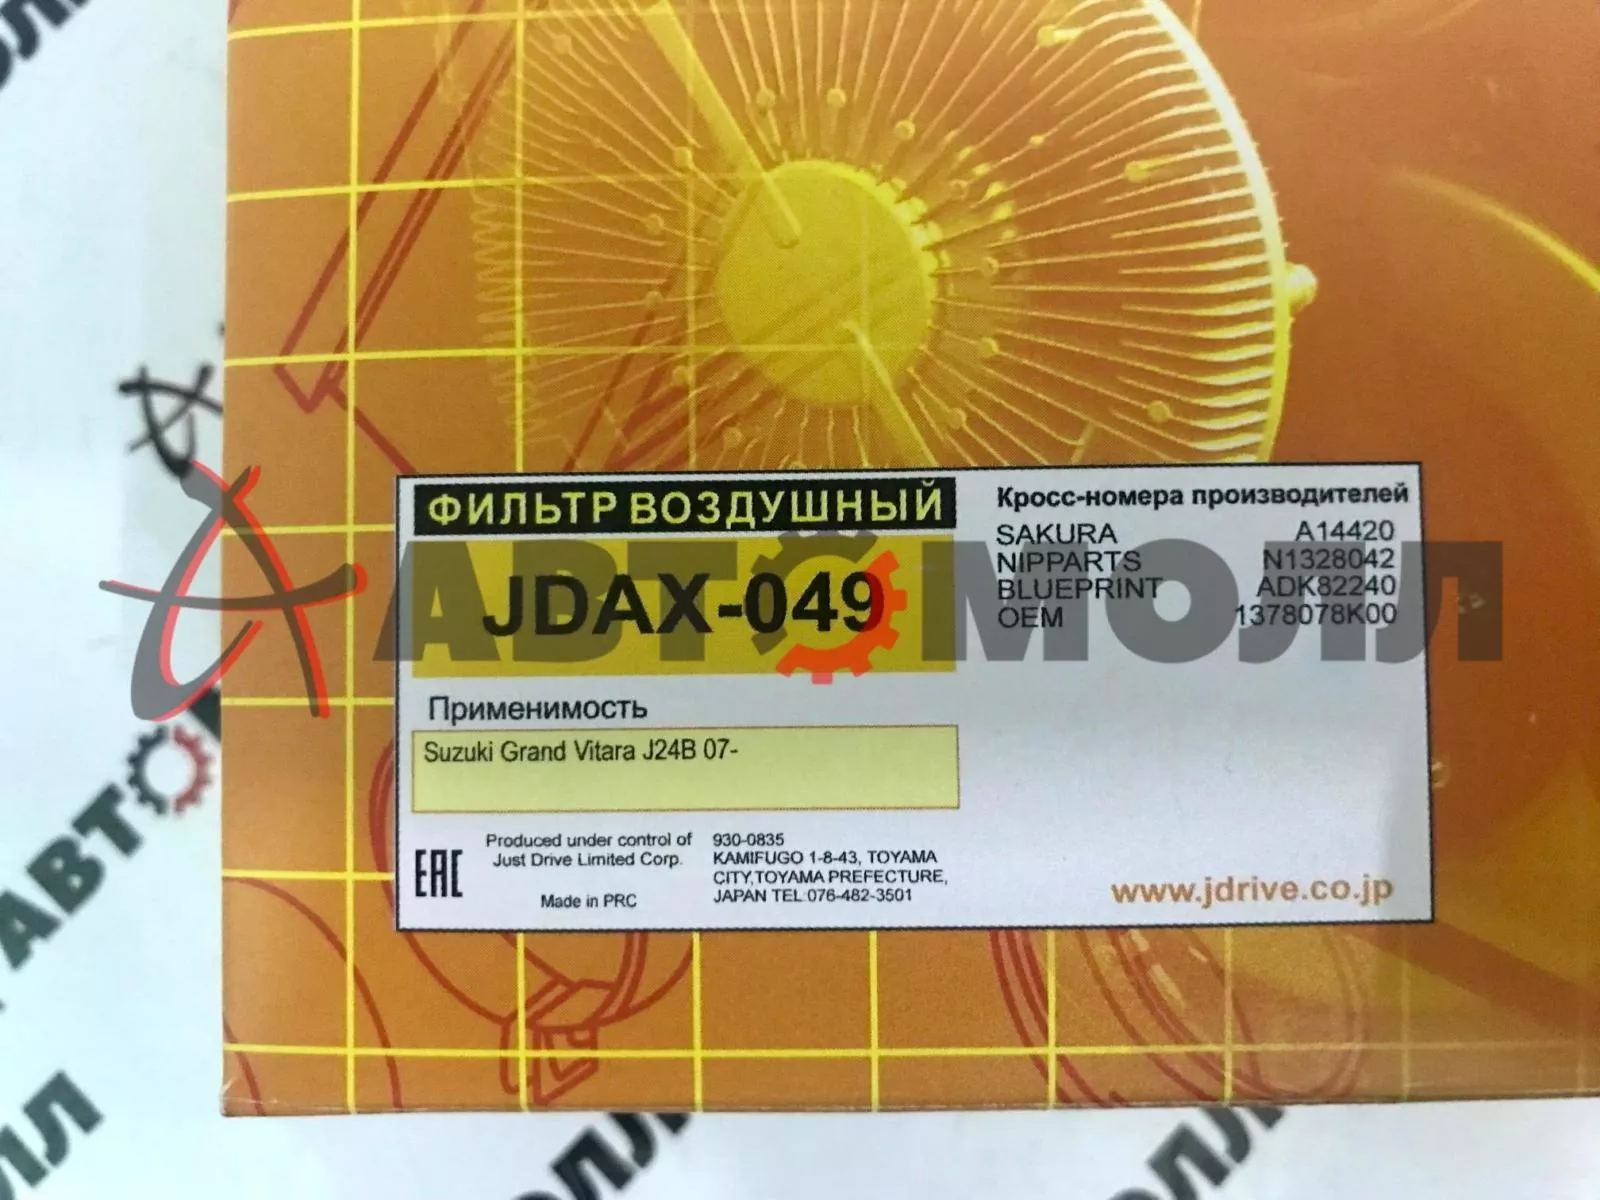 ФИЛЬТР ВОЗДУШНЫЙ
JDAX-049
Применимость
Suzuki Grand Vitara J24B 07-
Кросс-номера производителей
SAKURA A14420
NIPPARTS N1328042
BLUEPRINT ADK82240
OEM 1378078K00
EAC
Produced under control of
Just Drive Limited Corp.
Made in PRC
930-0835
KAMIFUGO 1-8-43, TOYAMA
CITY,TOYAMA PREFECTURE,
JAPAN TEL:076-482-3501
www.jdrive.co.jp
АВТОМОЛЛ